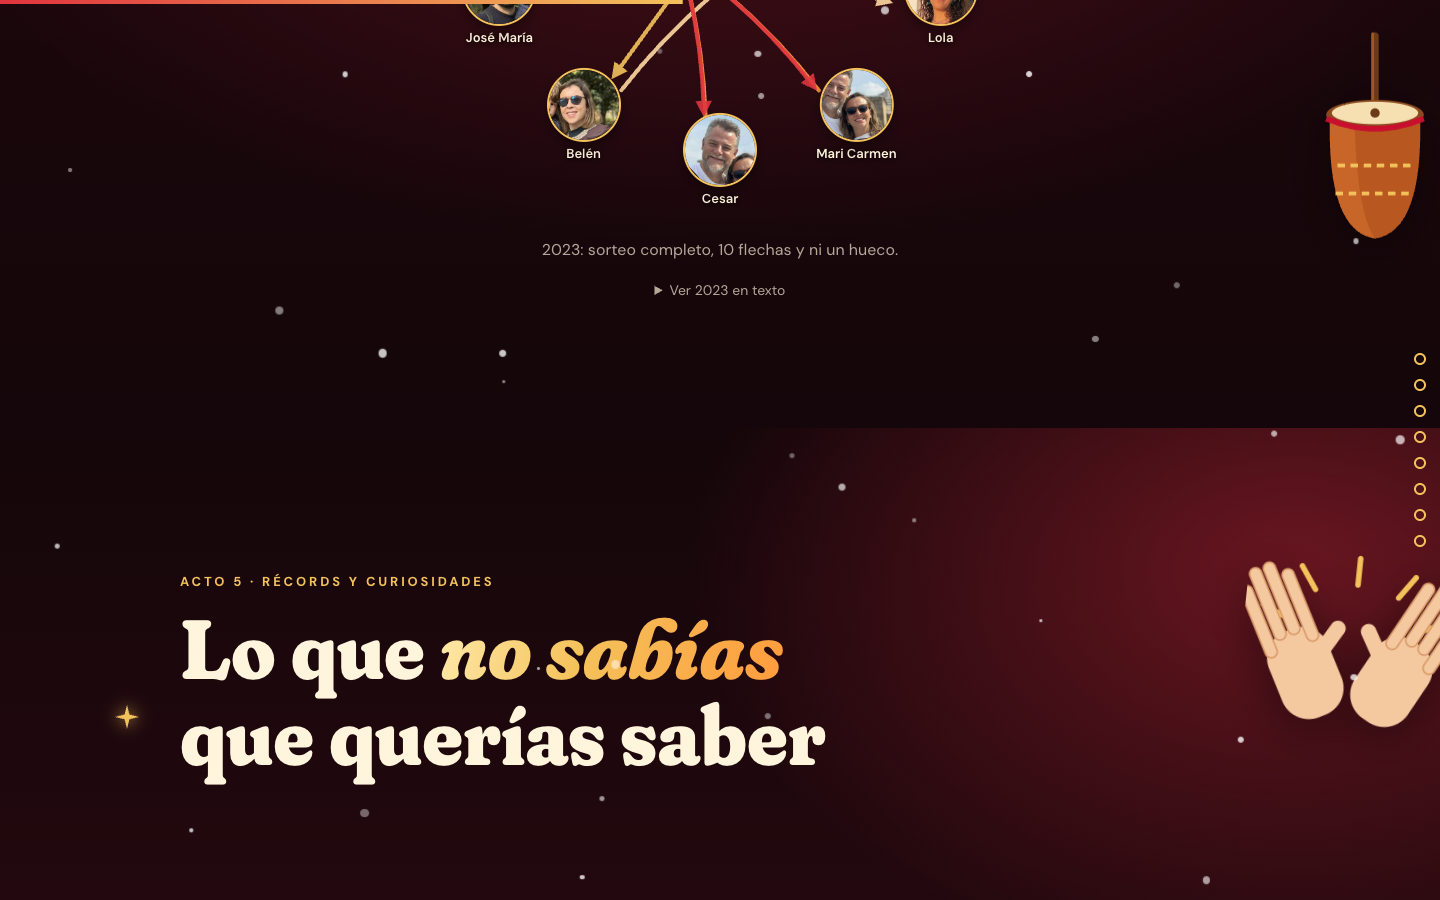 José María
Lola
Belén
Mari Carmen
Cesar
2023: sorteo completo, 10 flechas y ni un hueco.
Ver 2023 en texto
ACTO 5 · RÉCORDS Y CURIOSIDADES
Lo que no sabías
que querías saber